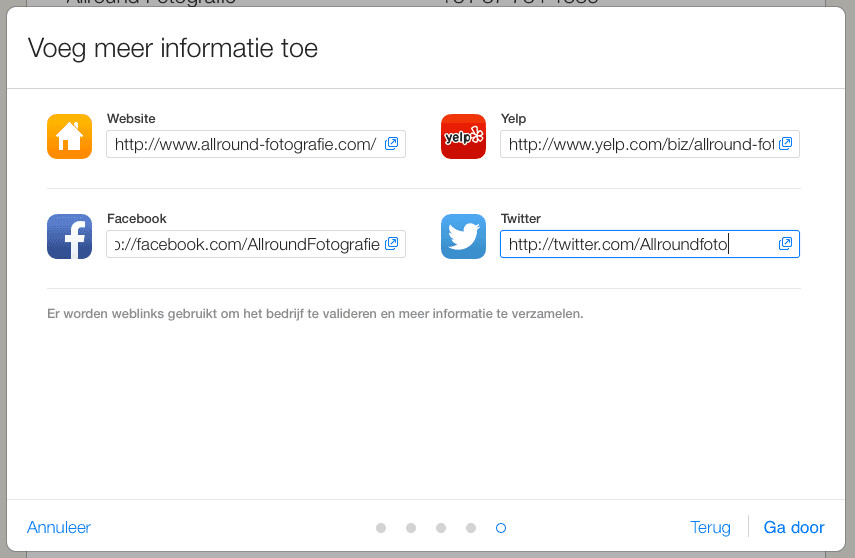 Voeg meer informatie toe
Website
http://www.allround-fotografie.com/
Yelp
yelp
http://www.yelp.com/biz/allround-fot
Facebook
f
://facebook.com/AllroundFotografie
Twitter
http://twitter.com/Allroundfoto
Er worden weblinks gebruikt om het bedrijf te valideren en meer informatie te verzamelen.
Annuleer
Terug
Ga door